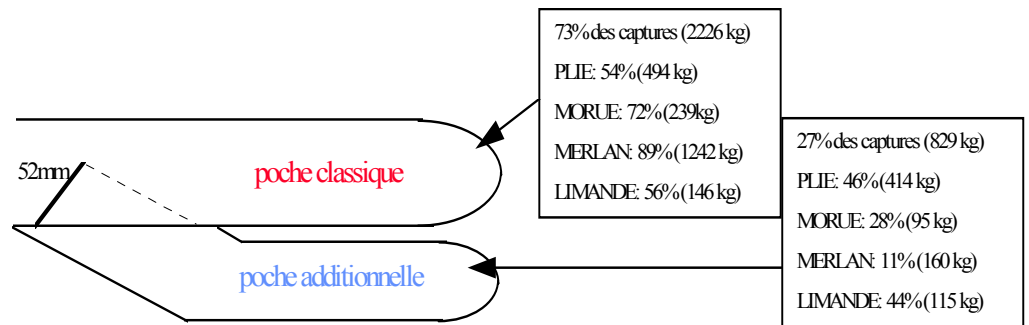 73% des captures (2226 kg)
PLIE: 54% (494 kg)
MORUE: 72% (239kg)
MERLAN: 89% (1242 kg)
LIMANDE: 56% (146 kg)
27% des captures (829 kg)
PLIE: 46% (414 kg)
MORUE: 28% (95 kg)
MERLAN: 11% (160 kg)
LIMANDE: 44% (115 kg)
52mm
poche classique
poche additionnelle